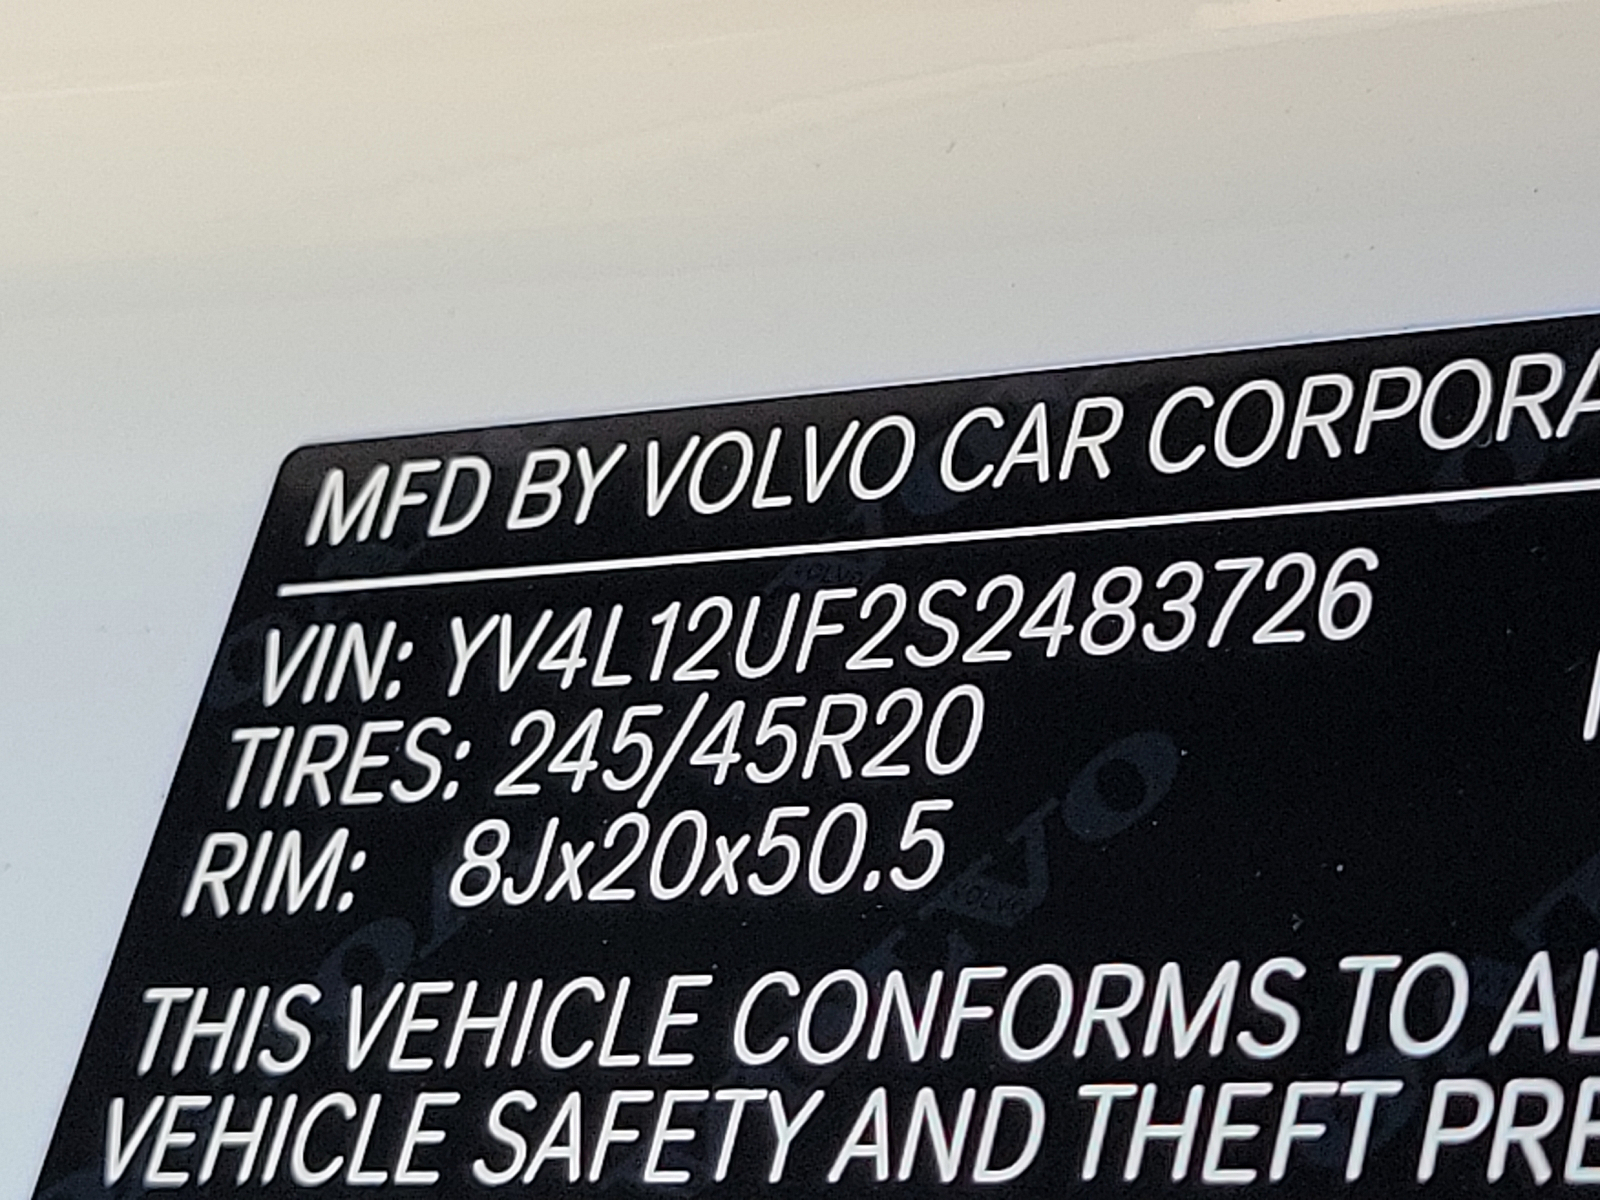 MFD BY VOLVO CAR CORPORA
VIN: YV4L12UF2S2483726
TIRES: 245/45R20
RIM: 8Jx20x50.5
THIS VEHICLE CONFORMS TO AL
VEHICLE SAFETY AND THEFT PRE